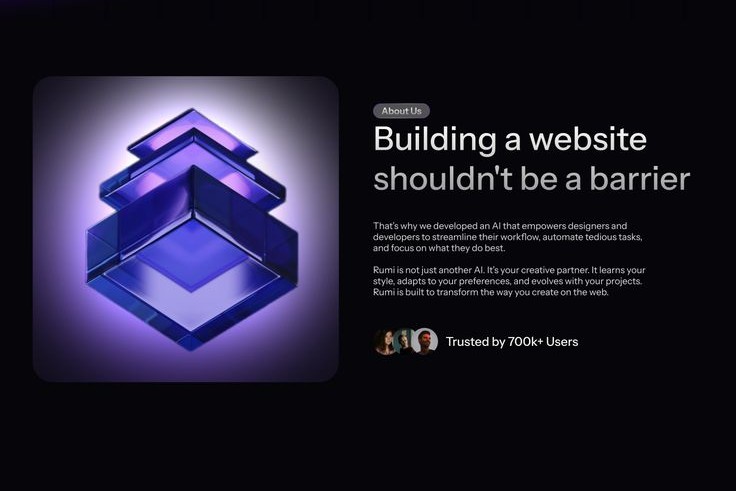 About Us
Building a website
shouldn't be a barrier
That's why we developed an AI that empowers designers and
developers to streamline their workflow, automate tedious tasks,
and focus on what they do best.
Rumi is not just another AI. It's your creative partner. It learns your
style, adapts to your preferences, and evolves with your projects.
Rumi is built to transform the way you create on the web.
Trusted by 700k+ Users